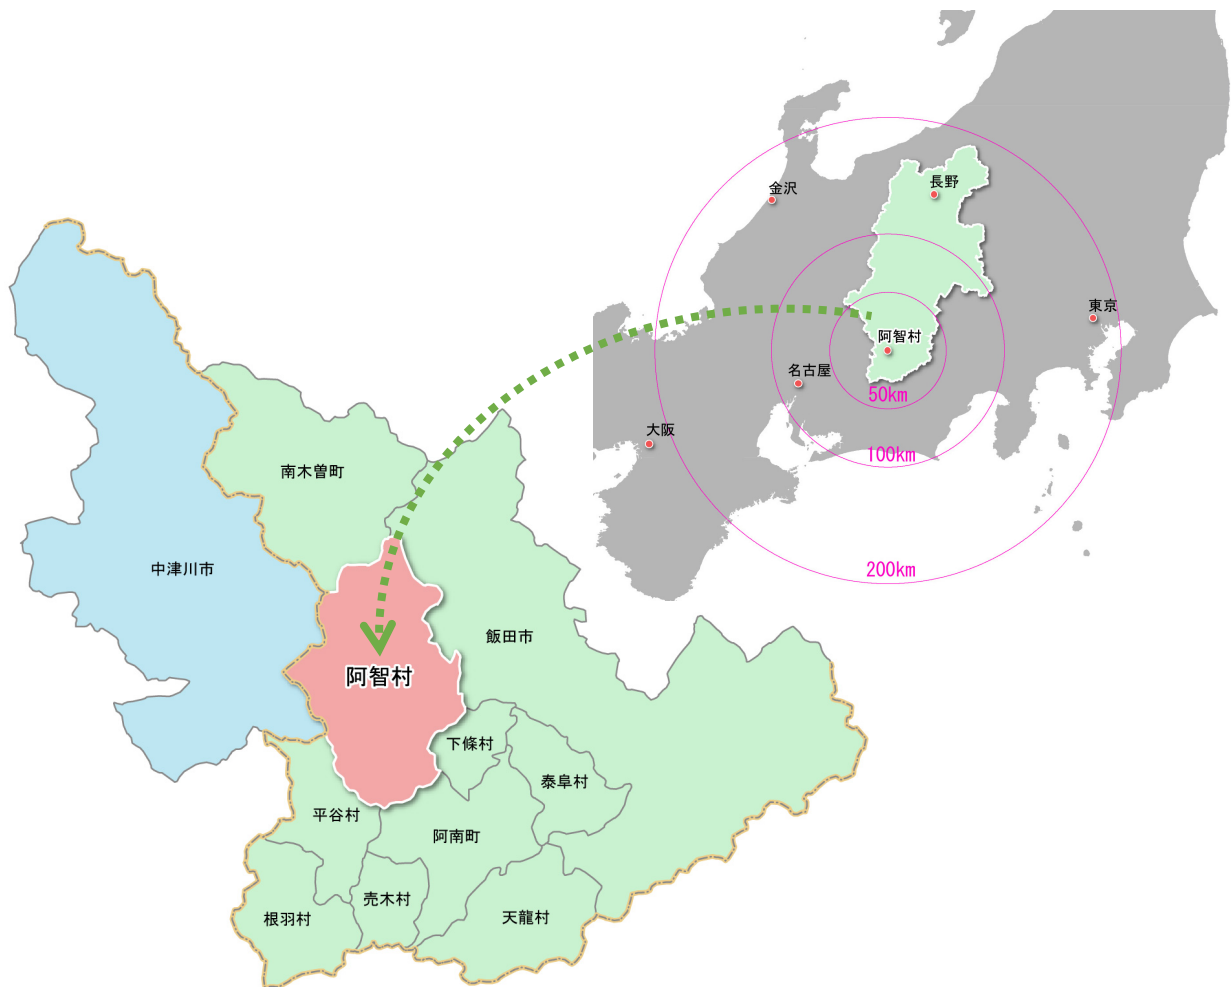 金沢
長野
東京
阿智村
名古屋
50km
大阪
100km
200km
南木曽町
中津川市
飯田市
阿智村
下條村
泰阜村
平谷村
阿南町
売木村
根羽村
天龍村